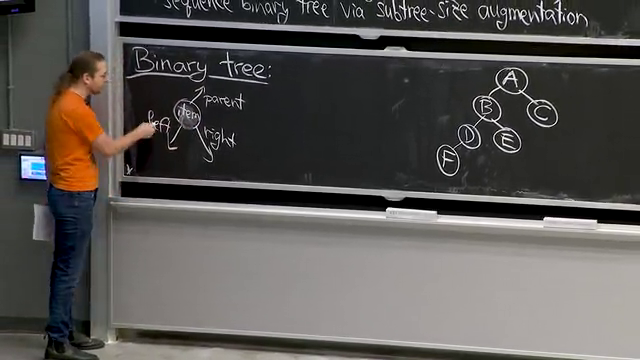 sequence binary tree via subtree-size augmentation
Binary tree:
parent
item
left
right
A
B
C
D
E
F